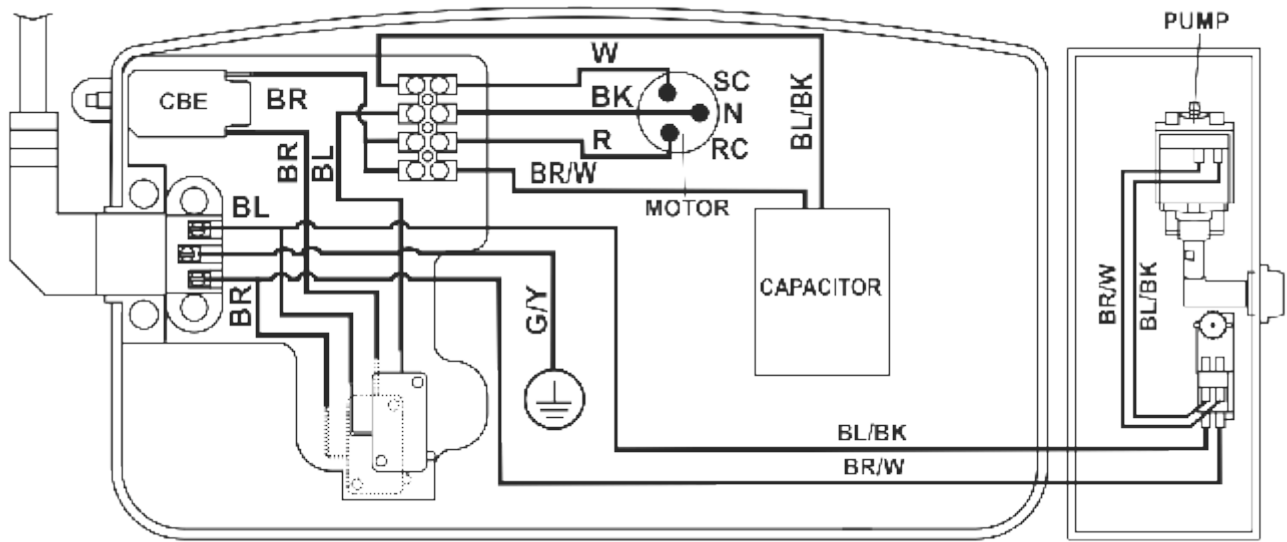 PUMP
W
SC
CBE
BR
BK
N
BL/BK
R
RC
BR
BL
BR/W
MOTOR
BL
CAPACITOR
BR/W
BL/BK
BR
G/Y
BL/BK
BR/W